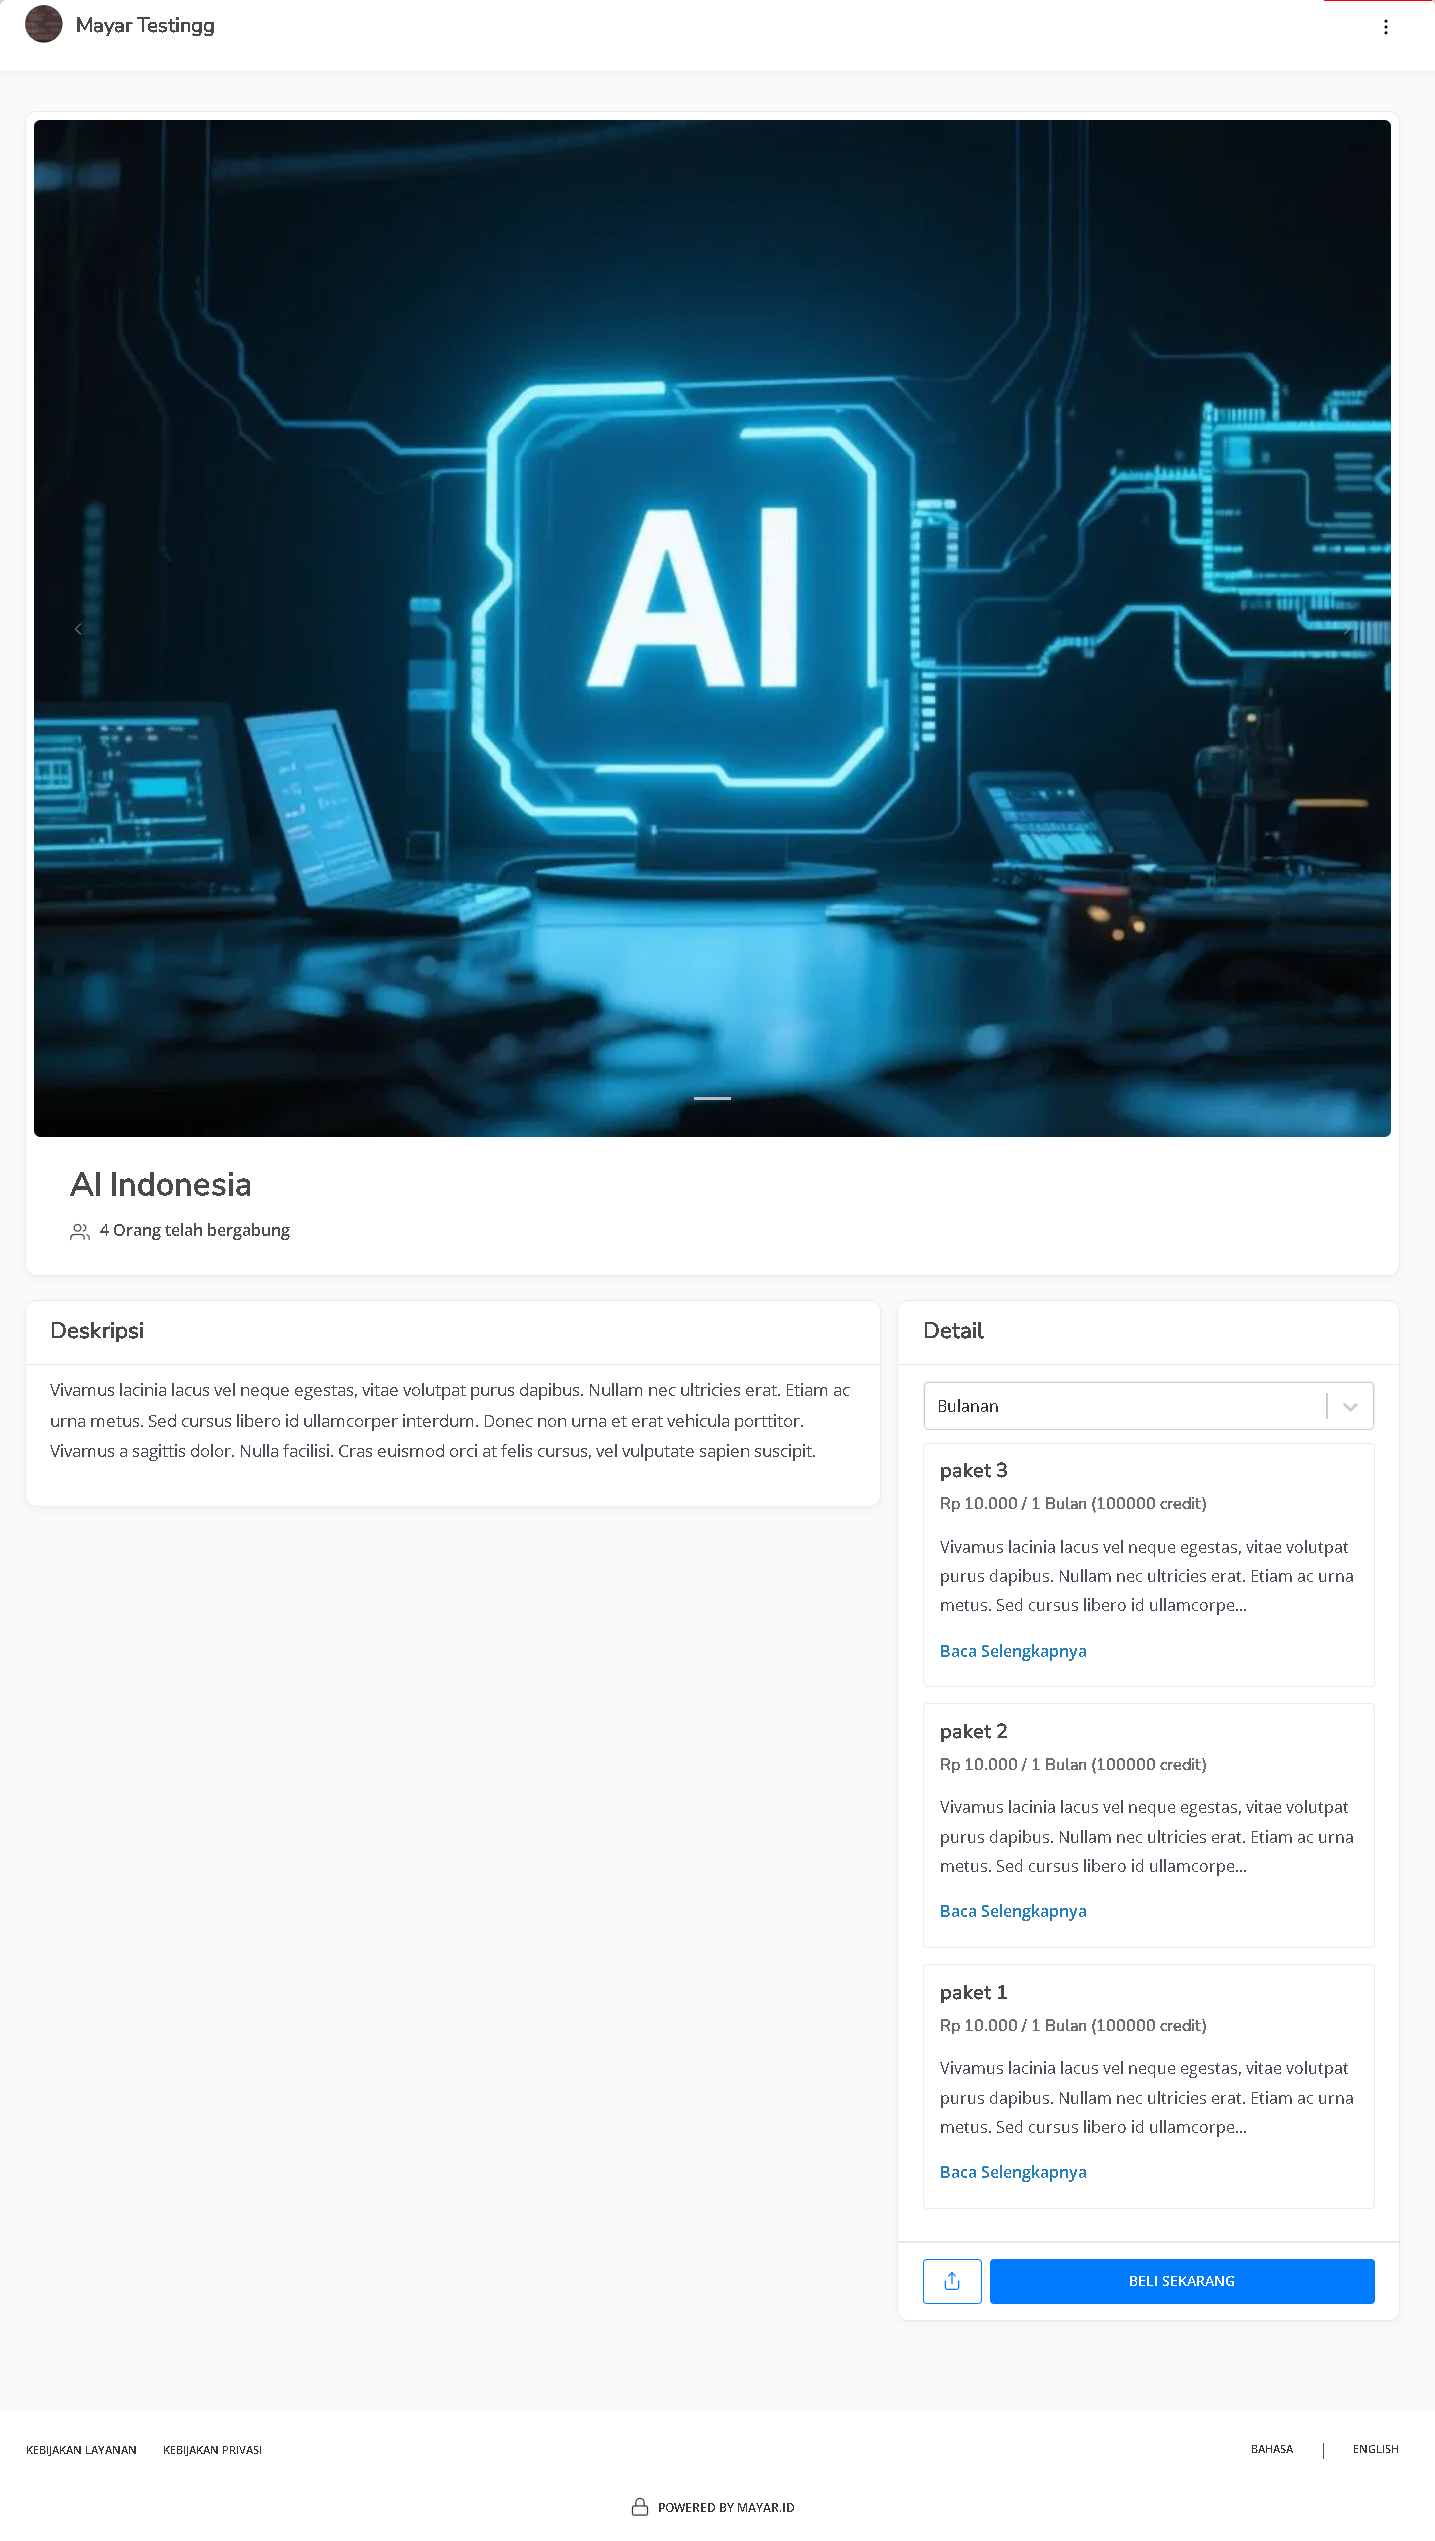 Mayar Testingg
AI
AI Indonesia
4 Orang telah bergabung
Deskripsi
Vivamus lacinia lacus vel neque egestas, vitae volutpat purus dapibus. Nullam nec ultricies erat. Etiam ac
urna metus. Sed cursus libero id ullamcorper interdum. Donec non urna et erat vehicula porttitor.
Vivamus a sagittis dolor. Nulla facilisi. Cras euismod orci at felis cursus, vel vulputate sapien suscipit.
Detail
Bulanan
paket 3
Rp 10.000 / 1 Bulan (100000 credit)
Vivamus lacinia lacus vel neque egestas, vitae volutpat
purus dapibus. Nullam nec ultricies erat. Etiam ac urna
metus. Sed cursus libero id ullamcorpe...
Baca Selengkapnya
paket 2
Rp 10.000 / 1 Bulan (100000 credit)
Vivamus lacinia lacus vel neque egestas, vitae volutpat
purus dapibus. Nullam nec ultricies erat. Etiam ac urna
metus. Sed cursus libero id ullamcorpe...
Baca Selengkapnya
paket 1
Rp 10.000 / 1 Bulan (100000 credit)
Vivamus lacinia lacus vel neque egestas, vitae volutpat
purus dapibus. Nullam nec ultricies erat. Etiam ac urna
metus. Sed cursus libero id ullamcorpe...
Baca Selengkapnya
BELI SEKARANG
KEBIJAKAN LAYANAN KEBIJAKAN PRIVASI
BAHASA | ENGLISH
POWERED BY MAYAR.ID